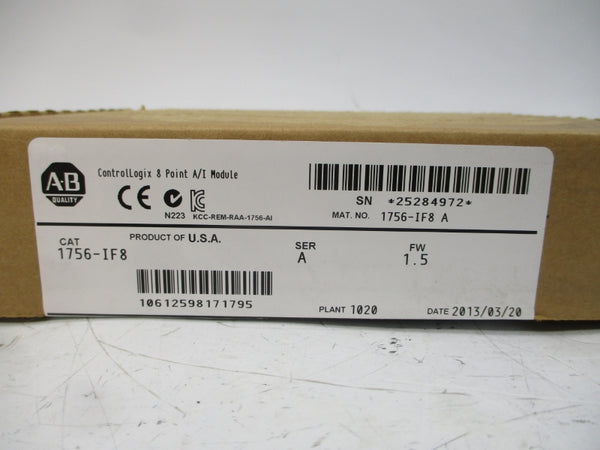 A·B
QUALITY
ControlLogix 8 Point A/I Module
CE
N223 KCC-REM-RAA-1756-AI
SN *25284972*
MAT. NO. 1756-IF8 A
CAT
1756-IF8
PRODUCT OF U.S.A.
SER
A
FW
1.5
10612598171795
PLANT 1020
DATE 2013/03/20